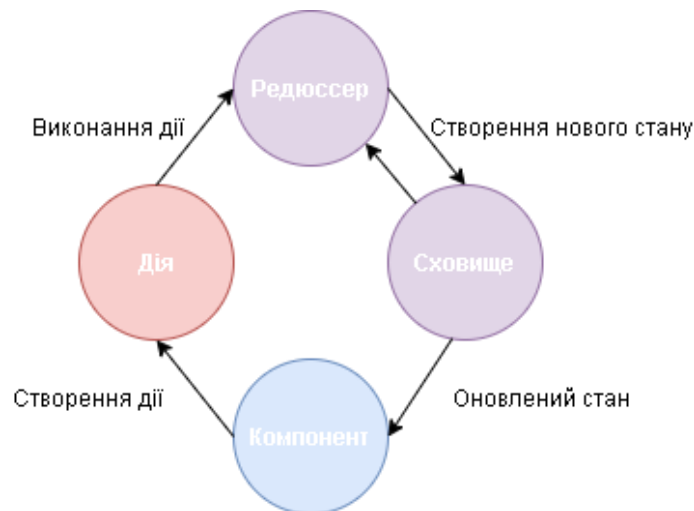 Редюссер
Виконання дії
Створення нового стану
Дія
Сховище
Створення дії
Оновлений стан
Компонент